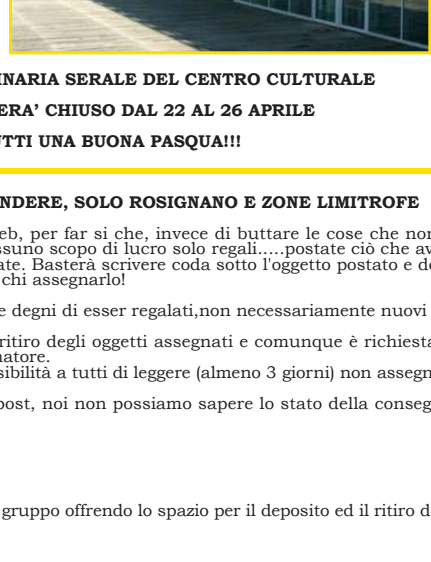 INARIA SERALE DEL CENTRO CULTURALE
ERA’ CHIUSO DAL 22 AL 26 APRILE
UTTI UNA BUONA PASQUA!!!
NDERE, SOLO ROSIGNANO E ZONE LIMITROFE
eb, per far si che, invece di buttare le cose che non
ssuno scopo di lucro solo regali.....postate ciò che av
ate. Basterà scrivere coda sotto l'oggetto postato e do
chi assegnarlo!
e degni di esser regalati,non necessariamente nuovi
ritiro degli oggetti assegnati e comunque è richiesta
natore.
sibilità a tutti di leggere (almeno 3 giorni) non assegn
post, noi non possiamo sapere lo stato della conseg
gruppo offrendo lo spazio per il deposito ed il ritiro d